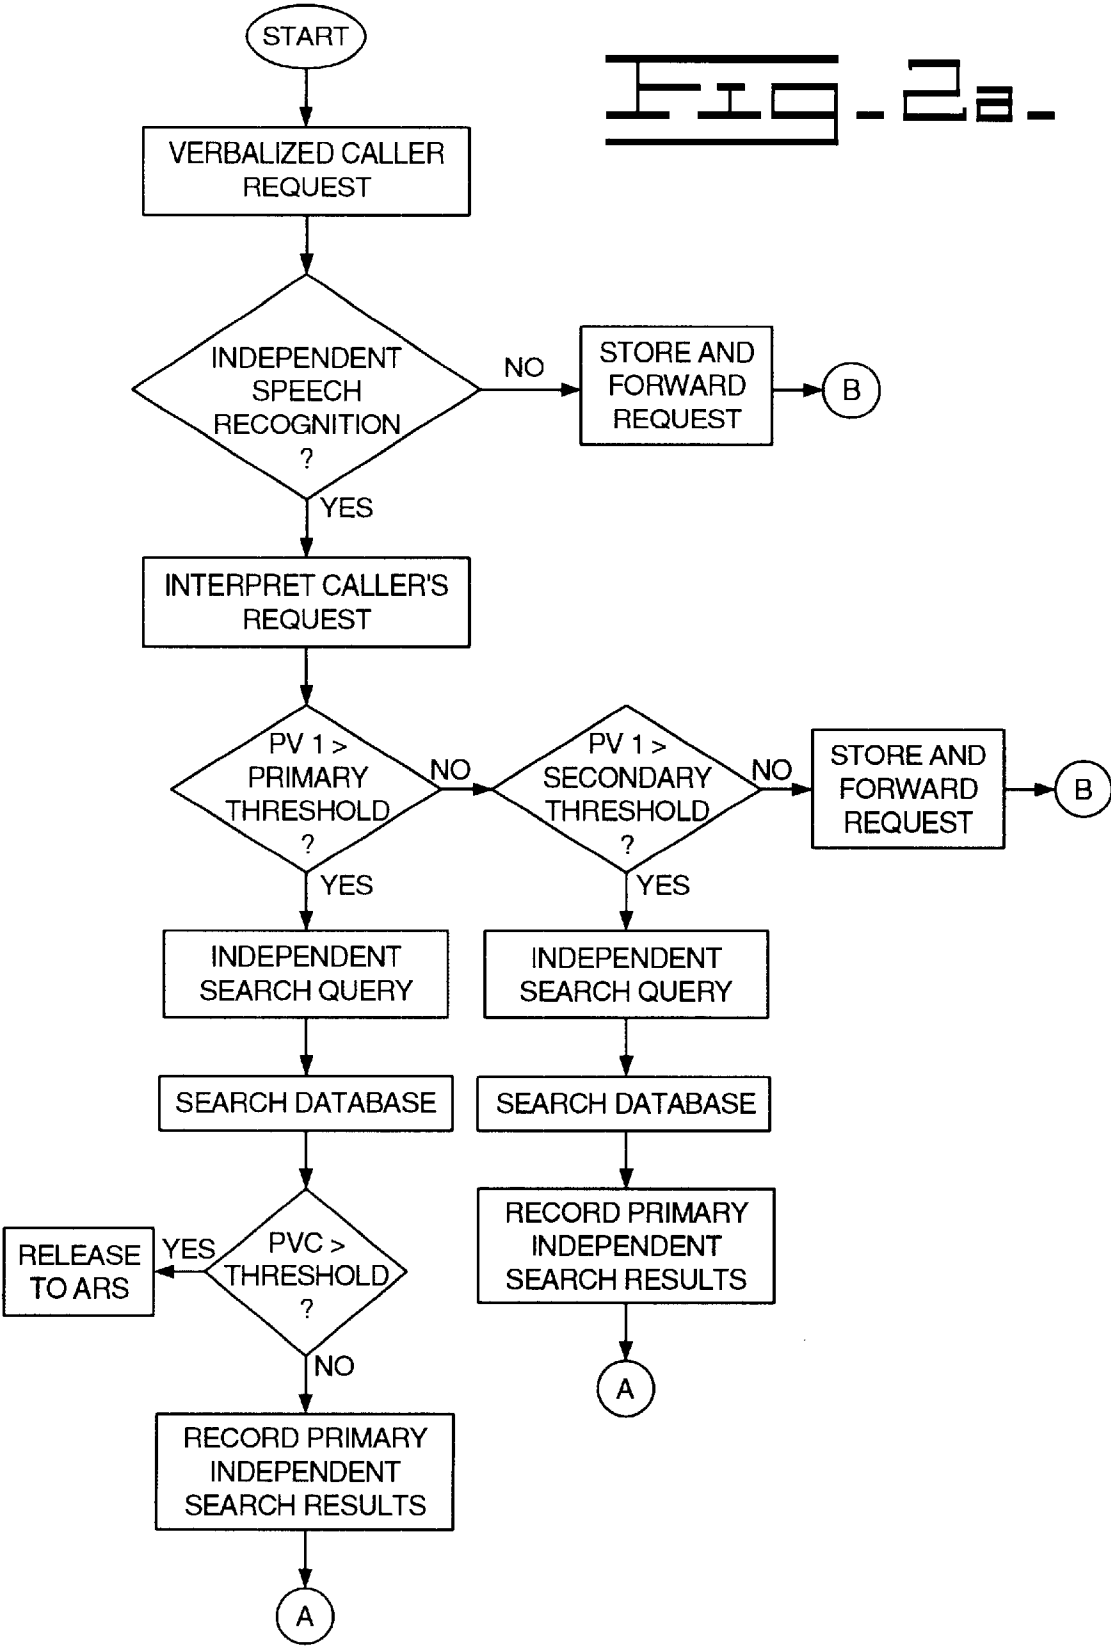 START
Fig_2a_
VERBALIZED CALLER
REQUEST
INDEPENDENT
SPEECH
RECOGNITION
?
NO
STORE AND
FORWARD
REQUEST
B
YES
INTERPRET CALLER'S
REQUEST
PV 1 >
PRIMARY
THRESHOLD
?
NO
PV 1 >
SECONDARY
THRESHOLD
?
NO
STORE AND
FORWARD
REQUEST
B
YES
YES
INDEPENDENT
SEARCH QUERY
INDEPENDENT
SEARCH QUERY
SEARCH DATABASE
SEARCH DATABASE
RELEASE
TO ARS
YES
PVC >
THRESHOLD
?
RECORD PRIMARY
INDEPENDENT
SEARCH RESULTS
NO
A
RECORD PRIMARY
INDEPENDENT
SEARCH RESULTS
A